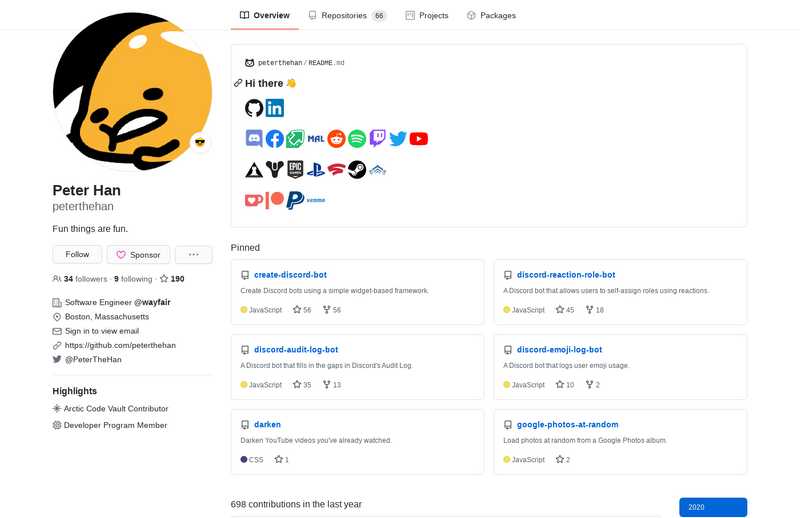 Overview
Repositories 66
Projects
Packages
peterthehan / README.md
Hi there
MAL
EPIC GAMES
venmo
Peter Han
peterthehan
Fun things are fun.
Follow
Sponsor
34 followers · 9 following · 190
Software Engineer @wayfair
Boston, Massachusetts
Sign in to view email
https://github.com/peterthehan
@PeterTheHan
Highlights
Arctic Code Vault Contributor
Developer Program Member
Pinned
create-discord-bot
Create Discord bots using a simple widget-based framework.
JavaScript 56 56
discord-reaction-role-bot
A Discord bot that allows users to self-assign roles using reactions.
JavaScript 45 18
discord-audit-log-bot
A Discord bot that fills in the gaps in Discord's Audit Log.
JavaScript 35 13
discord-emoji-log-bot
A Discord bot that logs user emoji usage.
JavaScript 10 2
darken
Darken YouTube videos you've already watched.
CSS 1
google-photos-at-random
Load photos at random from a Google Photos album.
JavaScript 2
698 contributions in the last year
2020